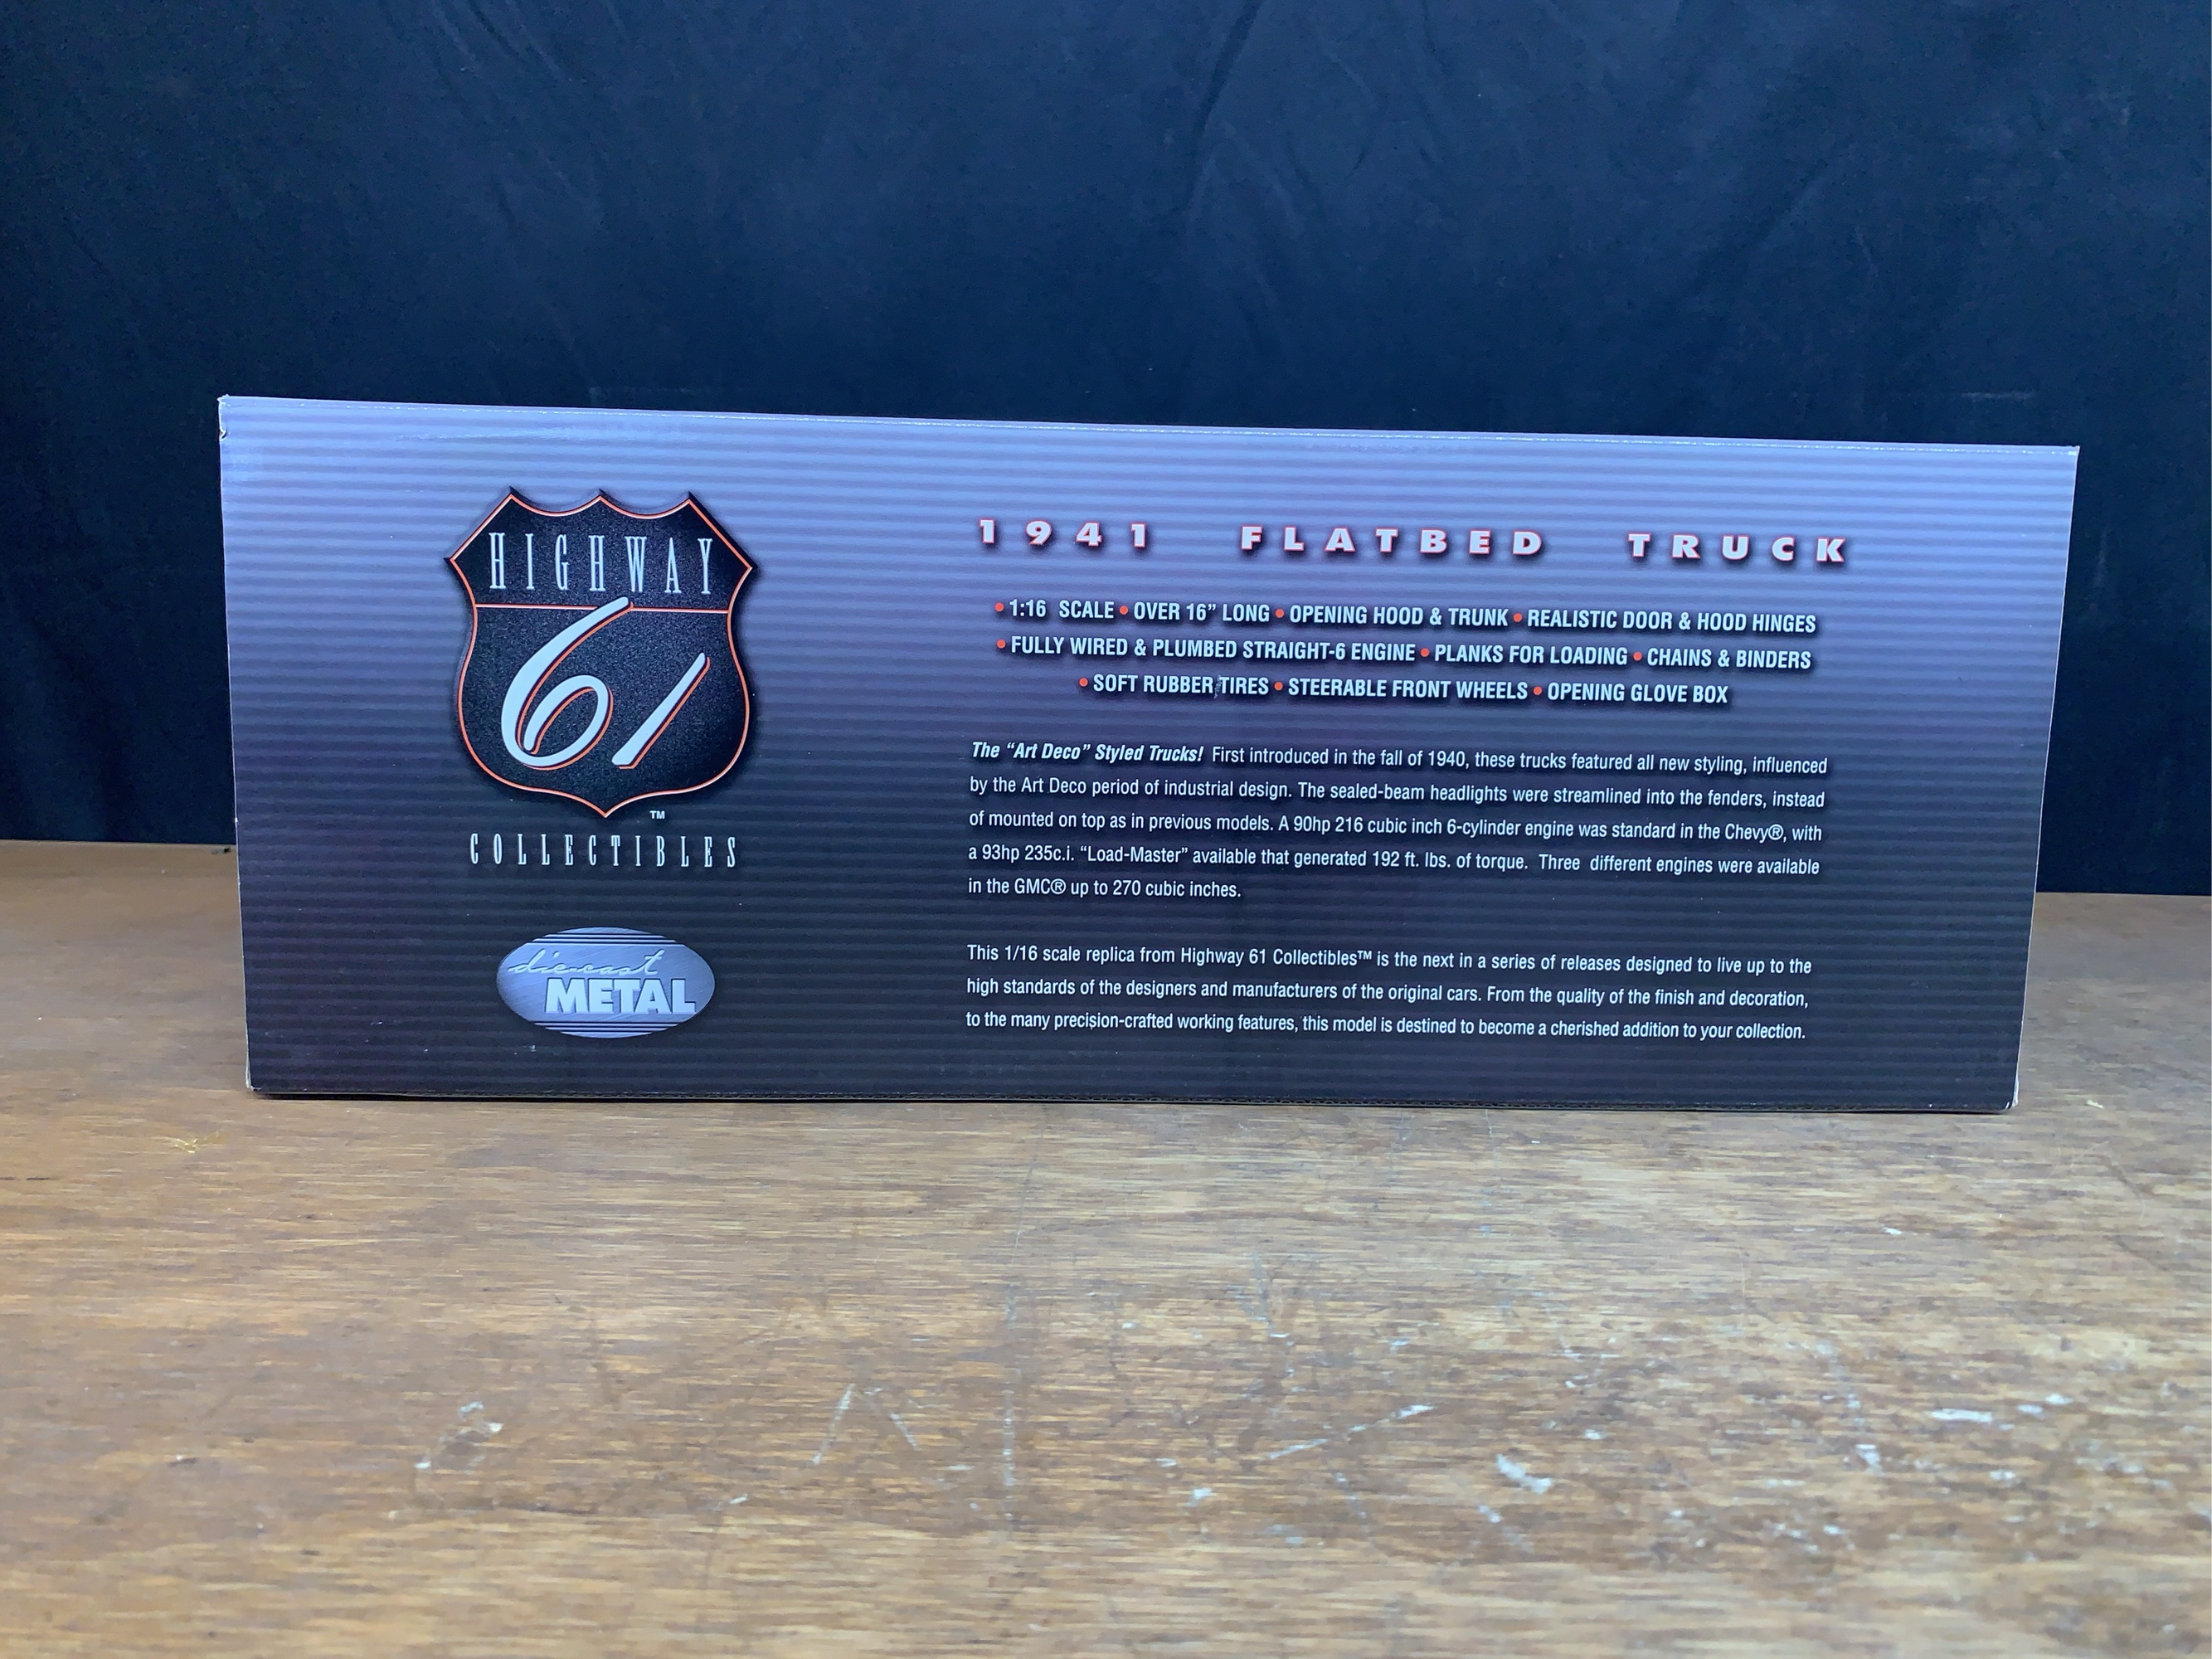 HIGHWAY
61
™
COLLECTIBLES
die-cast
METAL
1941 FLATBED TRUCK
• 1:16 SCALE • OVER 16” LONG • OPENING HOOD & TRUNK • REALISTIC DOOR & HOOD HINGES
• FULLY WIRED & PLUMBED STRAIGHT-6 ENGINE • PLANKS FOR LOADING • CHAINS & BINDERS
• SOFT RUBBER TIRES • STEERABLE FRONT WHEELS • OPENING GLOVE BOX
The “Art Deco” Styled Trucks! First introduced in the fall of 1940, these trucks featured all new styling, influenced
by the Art Deco period of industrial design. The sealed-beam headlights were streamlined into the fenders, instead
of mounted on top as in previous models. A 90hp 216 cubic inch 6-cylinder engine was standard in the Chevy®, with
a 93hp 235c.i. “Load-Master” available that generated 192 ft. lbs. of torque. Three different engines were available
in the GMC® up to 270 cubic inches.
This 1/16 scale replica from Highway 61 Collectibles™ is the next in a series of releases designed to live up to the
high standards of the designers and manufacturers of the original cars. From the quality of the finish and decoration,
to the many precision-crafted working features, this model is destined to become a cherished addition to your collection.